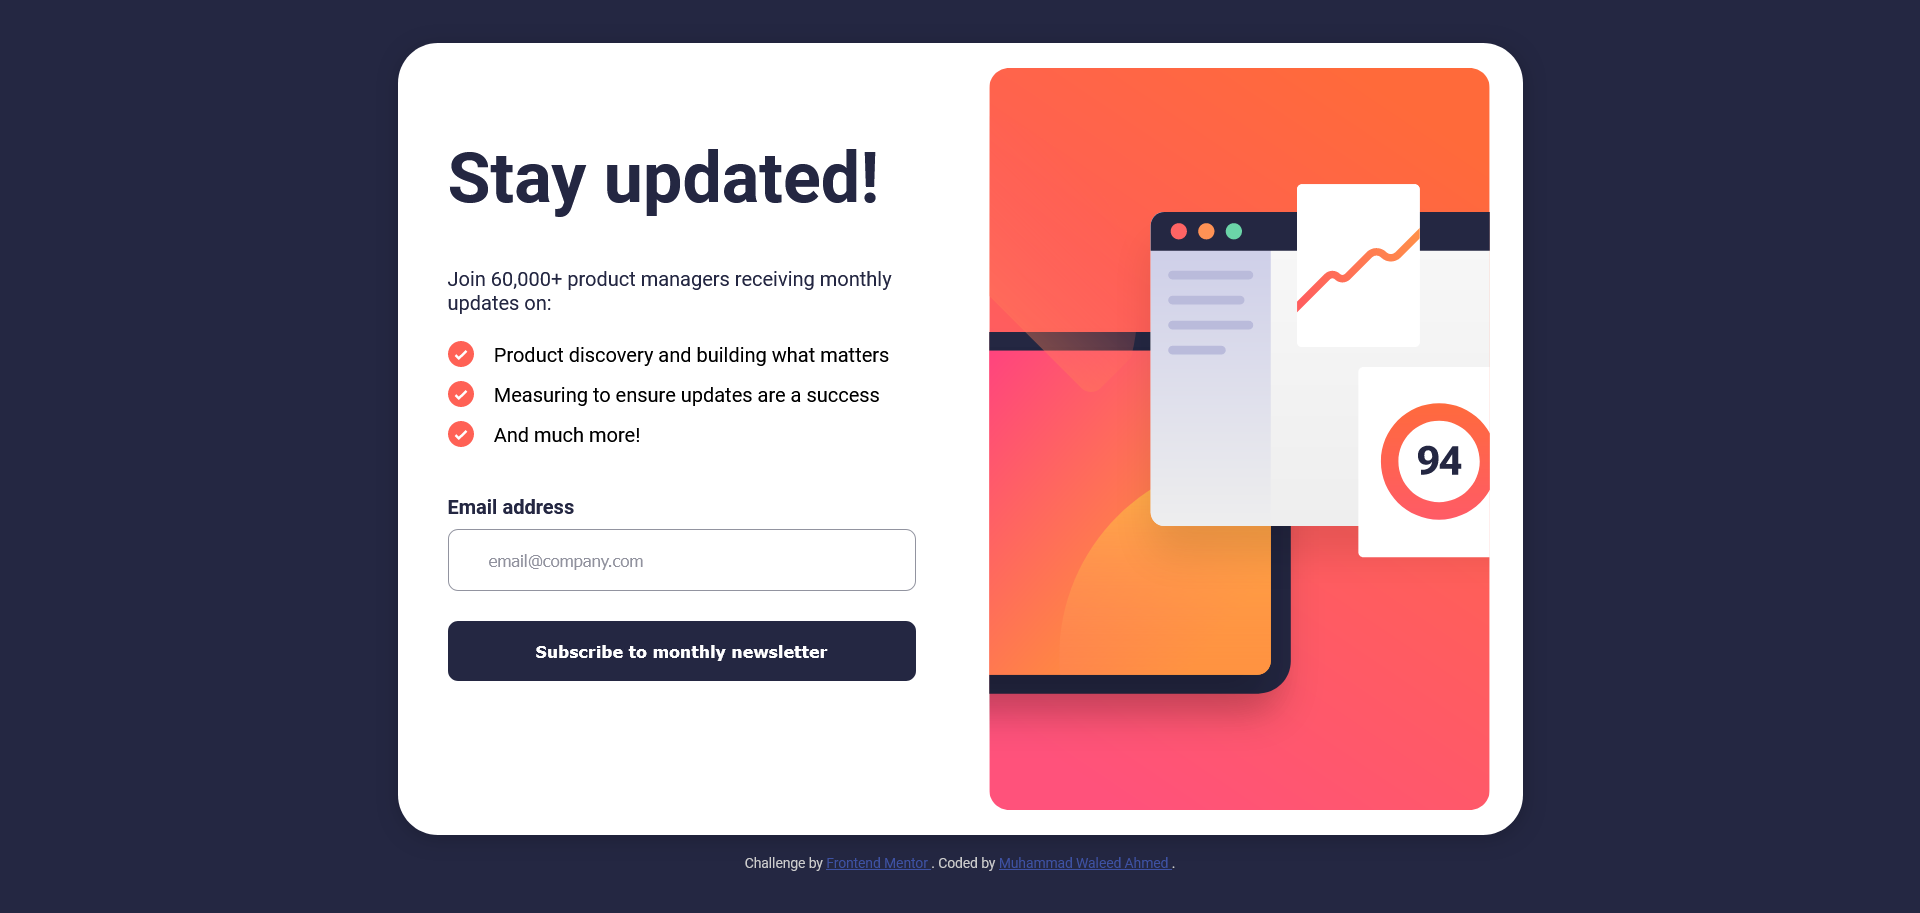 Stay updated!
Join 60,000+ product managers receiving monthly
updates on:
Product discovery and building what matters
Measuring to ensure updates are a success
And much more!
Email address
email@company.com
Subscribe to monthly newsletter
94
Challenge by Frontend Mentor . Coded by Muhammad Waleed Ahmed .